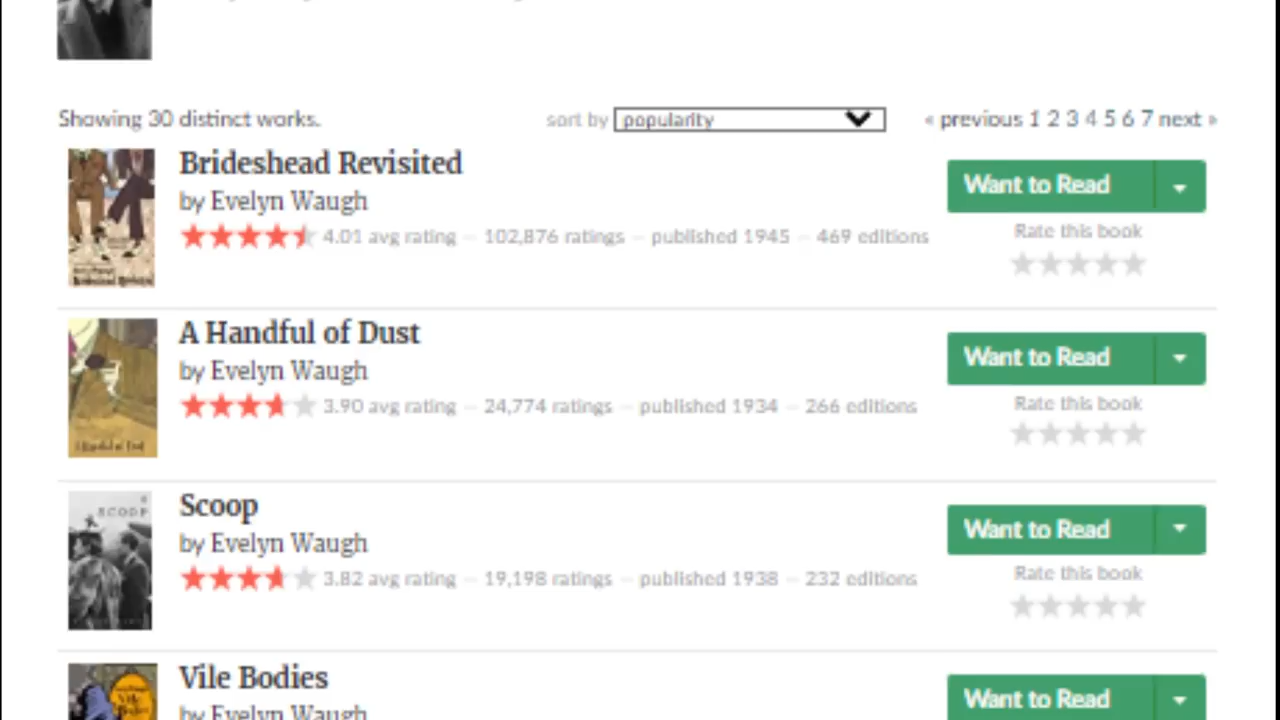 Showing 30 distinct works.
sort by popularity
« previous 1 2 3 4 5 6 7 next »
Brideshead Revisited
Want to Read
by Evelyn Waugh
4.01 avg rating — 102,876 ratings — published 1945 — 469 editions
Rate this book
A Handful of Dust
Want to Read
by Evelyn Waugh
3.90 avg rating — 24,774 ratings — published 1934 — 266 editions
Rate this book
SCOOP
Scoop
Want to Read
by Evelyn Waugh
3.82 avg rating — 19,198 ratings — published 1938 — 232 editions
Rate this book
Vile Bodies
Want to Read
by Evelyn Waugh